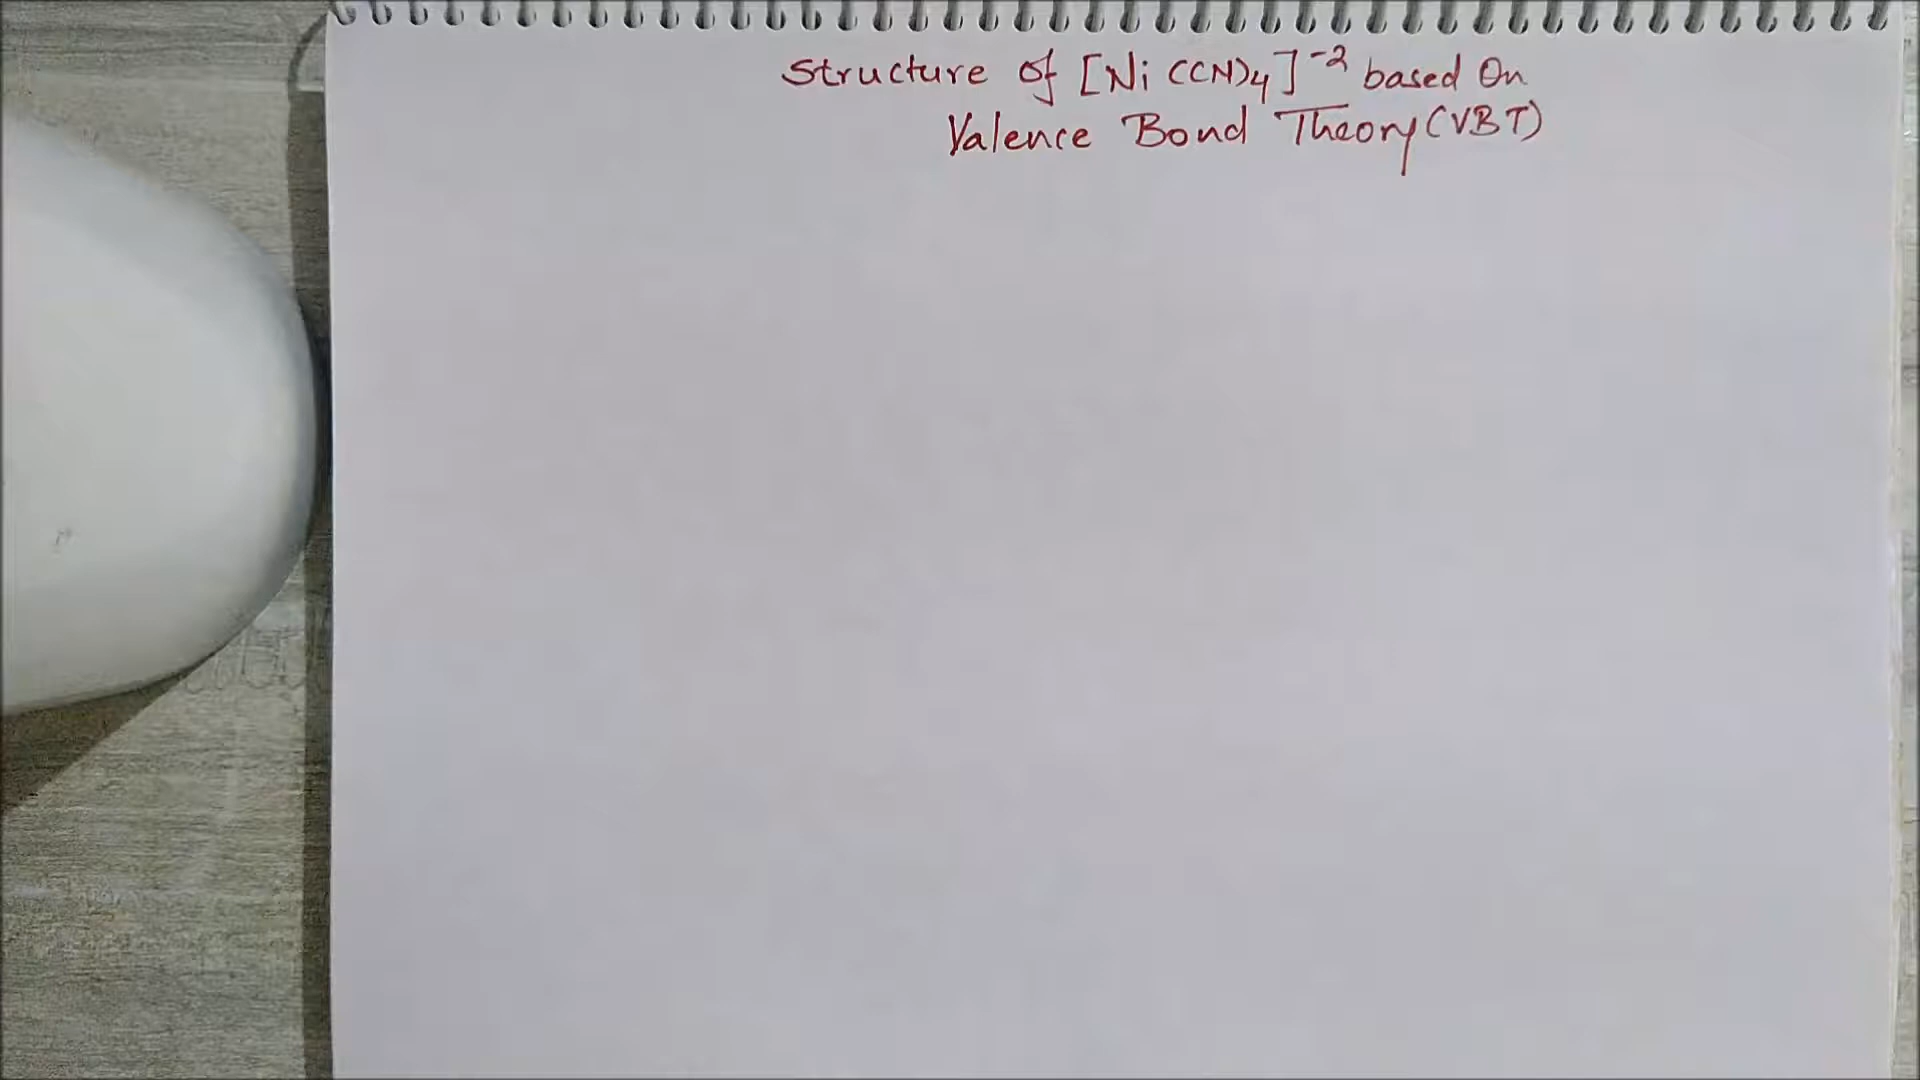 Structure of [Ni (CN)4]⁻² based On
Valence Bond Theory (VBT)